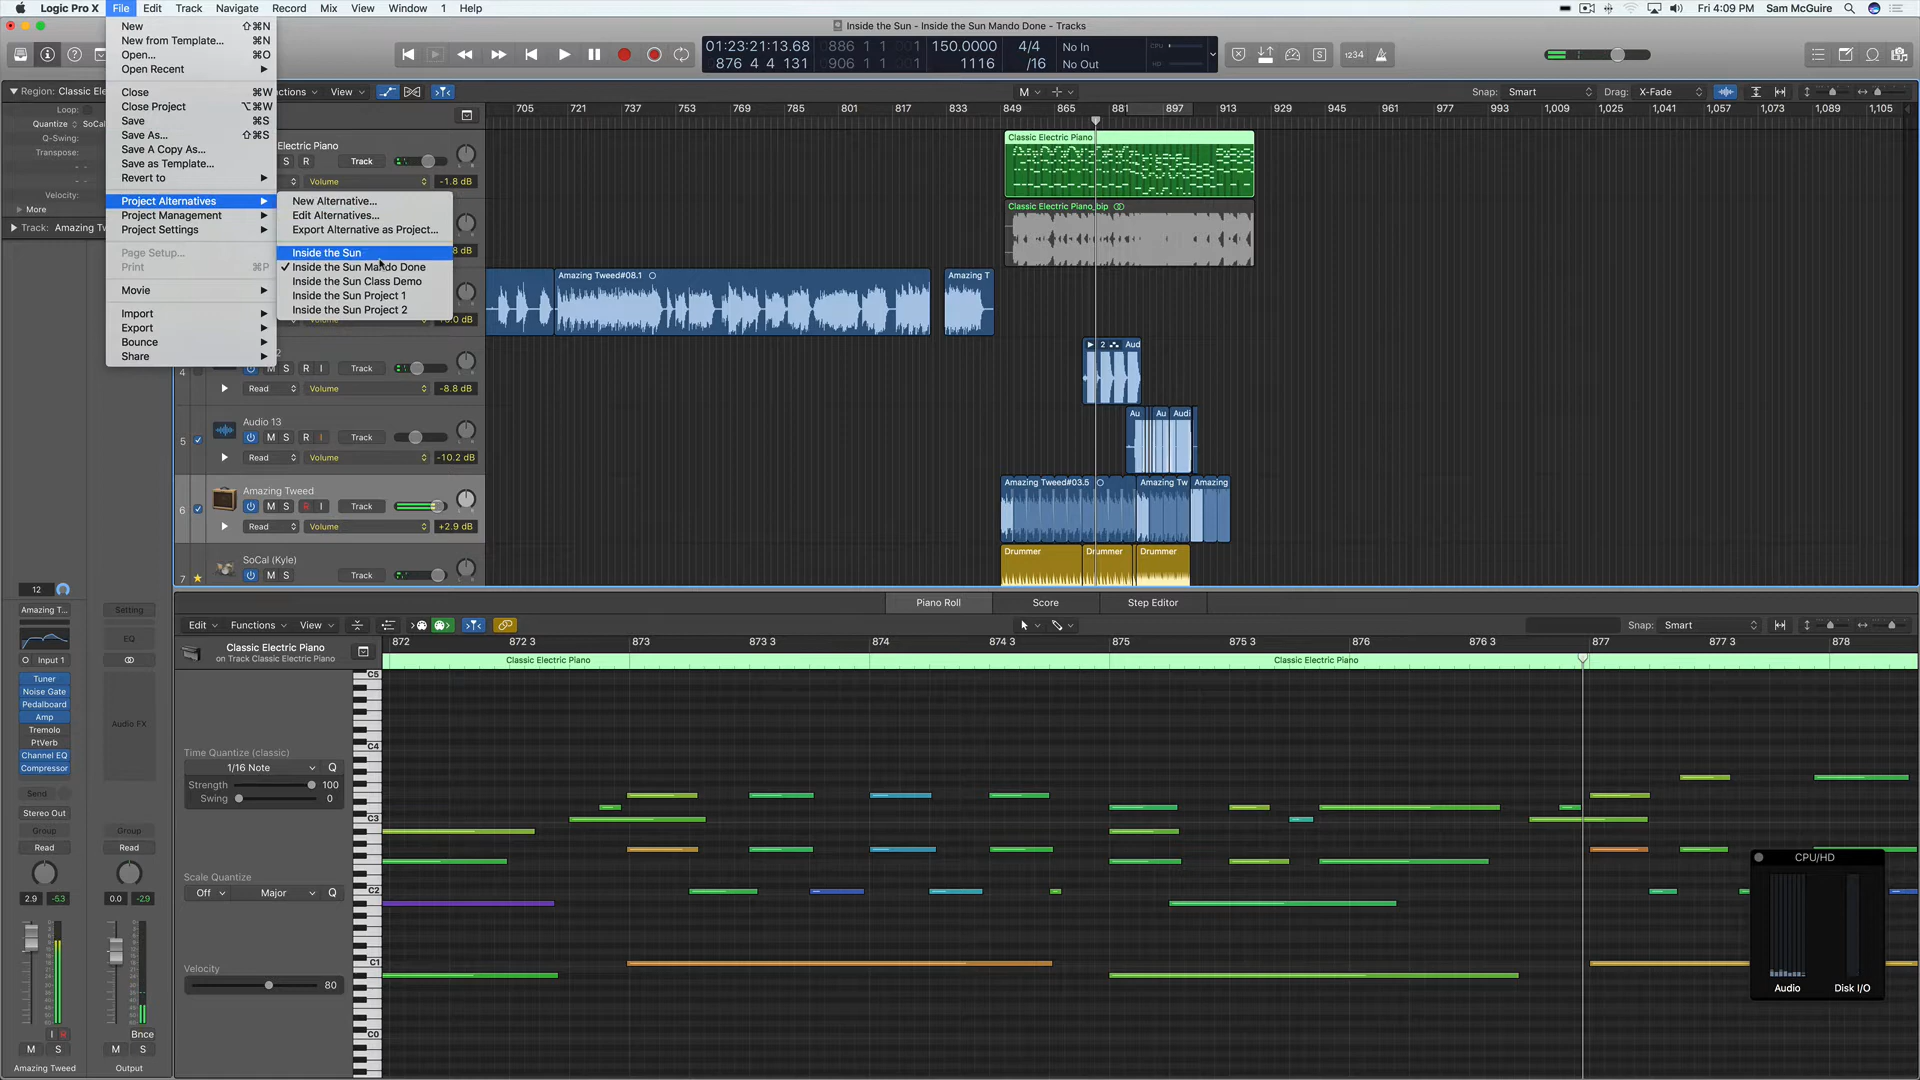 Logic Pro X File Edit Track Navigate Record Mix View Window 1 Help
Fri 4:09 PM Sam McGuire
Inside the Sun - Inside the Sun Mando Done - Tracks
New ⇧⌘N
New from Template... ⌘N
Open... ⌘O
Open Recent
Close ⌘W
Close Project ⌥⌘W
Save ⌘S
Save As... ⇧⌘S
Save A Copy As...
Save as Template...
Revert to
Project Alternatives
Project Management
Project Settings
Page Setup...
Print ⌘P
Movie
Import
Export
Bounce
Share
New Alternative...
Edit Alternatives...
Export Alternative as Project...
Inside the Sun
✓ Inside the Sun Mando Done
Inside the Sun Class Demo
Inside the Sun Project 1
Inside the Sun Project 2
01:23:21:13.68 0886 1 1 1 150.0000 4/4 No In
876 4 4 131 0906 1 1 1 1116 /16 No Out
CPU
HD
1234
Region: Classic Ele
Loop:
Quantize SoCal
Q-Swing:
Transpose:
Velocity:
More
Track: Amazing Tw
View
M
Snap: Smart
Drag: X-Fade
705 721 737 753 769 785 801 817 833 849 865 881 897 913 929 945 961 977 993 1,009 1,025 1,041 1,057 1,073 1,089 1,105
Electric Piano
S R Track
Volume -1.8 dB
Classic Electric Piano
Classic Electric Piano_bip
Amazing Tweed#08.1
Amazing T
4
M S R I Track
Read Volume -8.8 dB
2 Aud
Audio 13
5
M S R I Track
Read Volume -10.2 dB
Au Au Audi
Amazing Tweed
6
M S R I Track
Read Volume +2.9 dB
Amazing Tweed#03.5 Amazing Tw Amazing
SoCal (Kyle)
7
M S Track
Drummer Drummer Drummer
Piano Roll Score Step Editor
Edit Functions View
Snap: Smart
872 872 3 873 873 3 874 874 3 875 875 3 876 876 3 877 877 3 878
Classic Electric Piano
on Track Classic Electric Piano
Classic Electric Piano
Classic Electric Piano
C5
C4
C3
C2
C1
C0
Time Quantize (classic)
1/16 Note Q
Strength 100
Swing 0
Scale Quantize
Off Major Q
Velocity
80
12
Amazing T... Setting
EQ
Input 1
Tuner
Noise Gate
Pedalboard
Amp
Tremolo
PtVerb
Channel EQ
Compressor
Audio FX
Send
Stereo Out
Group Group
Read Read
2.9 -5.3 0.0 -2.9
I R Bnce
M S M S
Amazing Tweed Output
CPU/HD
Audio Disk I/O